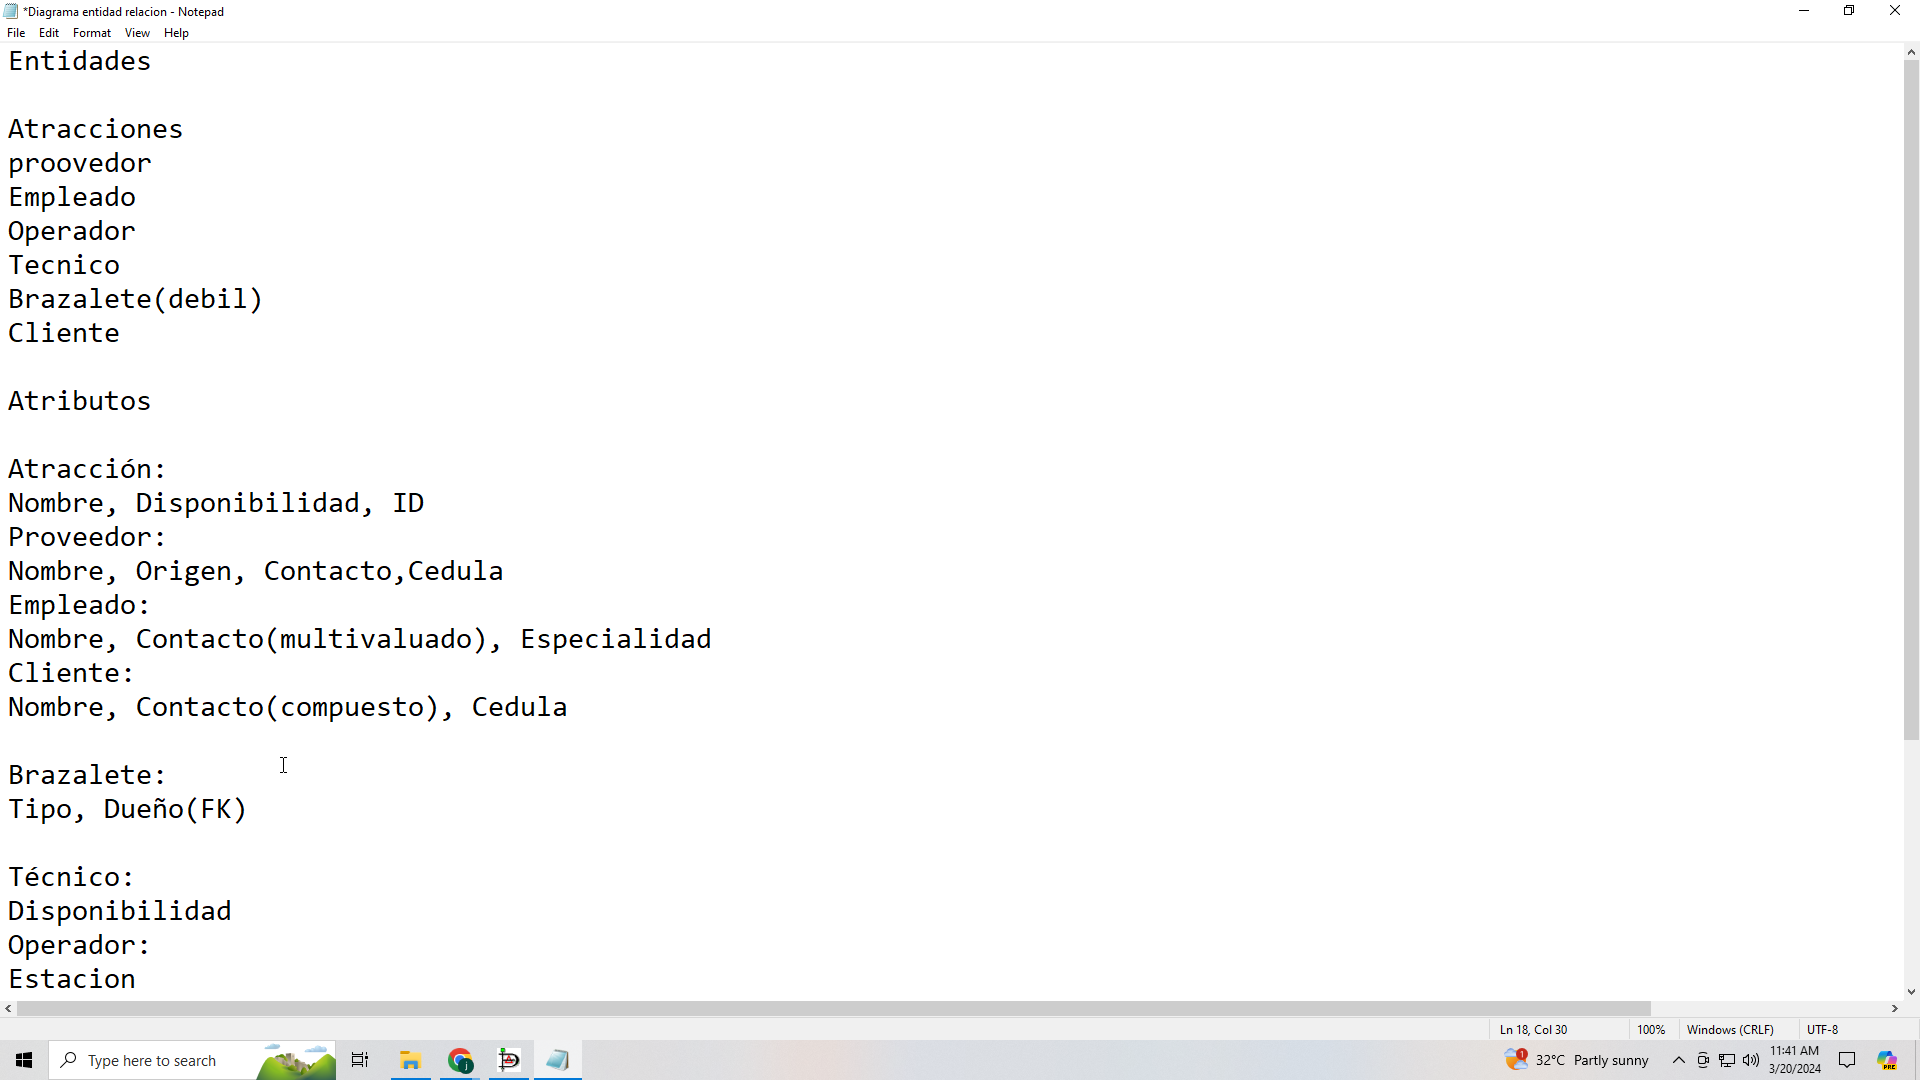 *Diagrama entidad relacion - Notepad
File Edit Format View Help
Entidades
Atracciones
proovedor
Empleado
Operador
Tecnico
Brazalete(debil)
Cliente
Atributos
Atracción:
Nombre, Disponibilidad, ID
Proveedor:
Nombre, Origen, Contacto,Cedula
Empleado:
Nombre, Contacto(multivaluado), Especialidad
Cliente:
Nombre, Contacto(compuesto), Cedula
Brazalete:
Tipo, Dueño(FK)
Técnico:
Disponibilidad
Operador:
Estacion
Ln 18, Col 30 100% Windows (CRLF) UTF-8
Type here to search 1 32°C Partly sunny 11:41 AM
3/20/2024
j
PRE